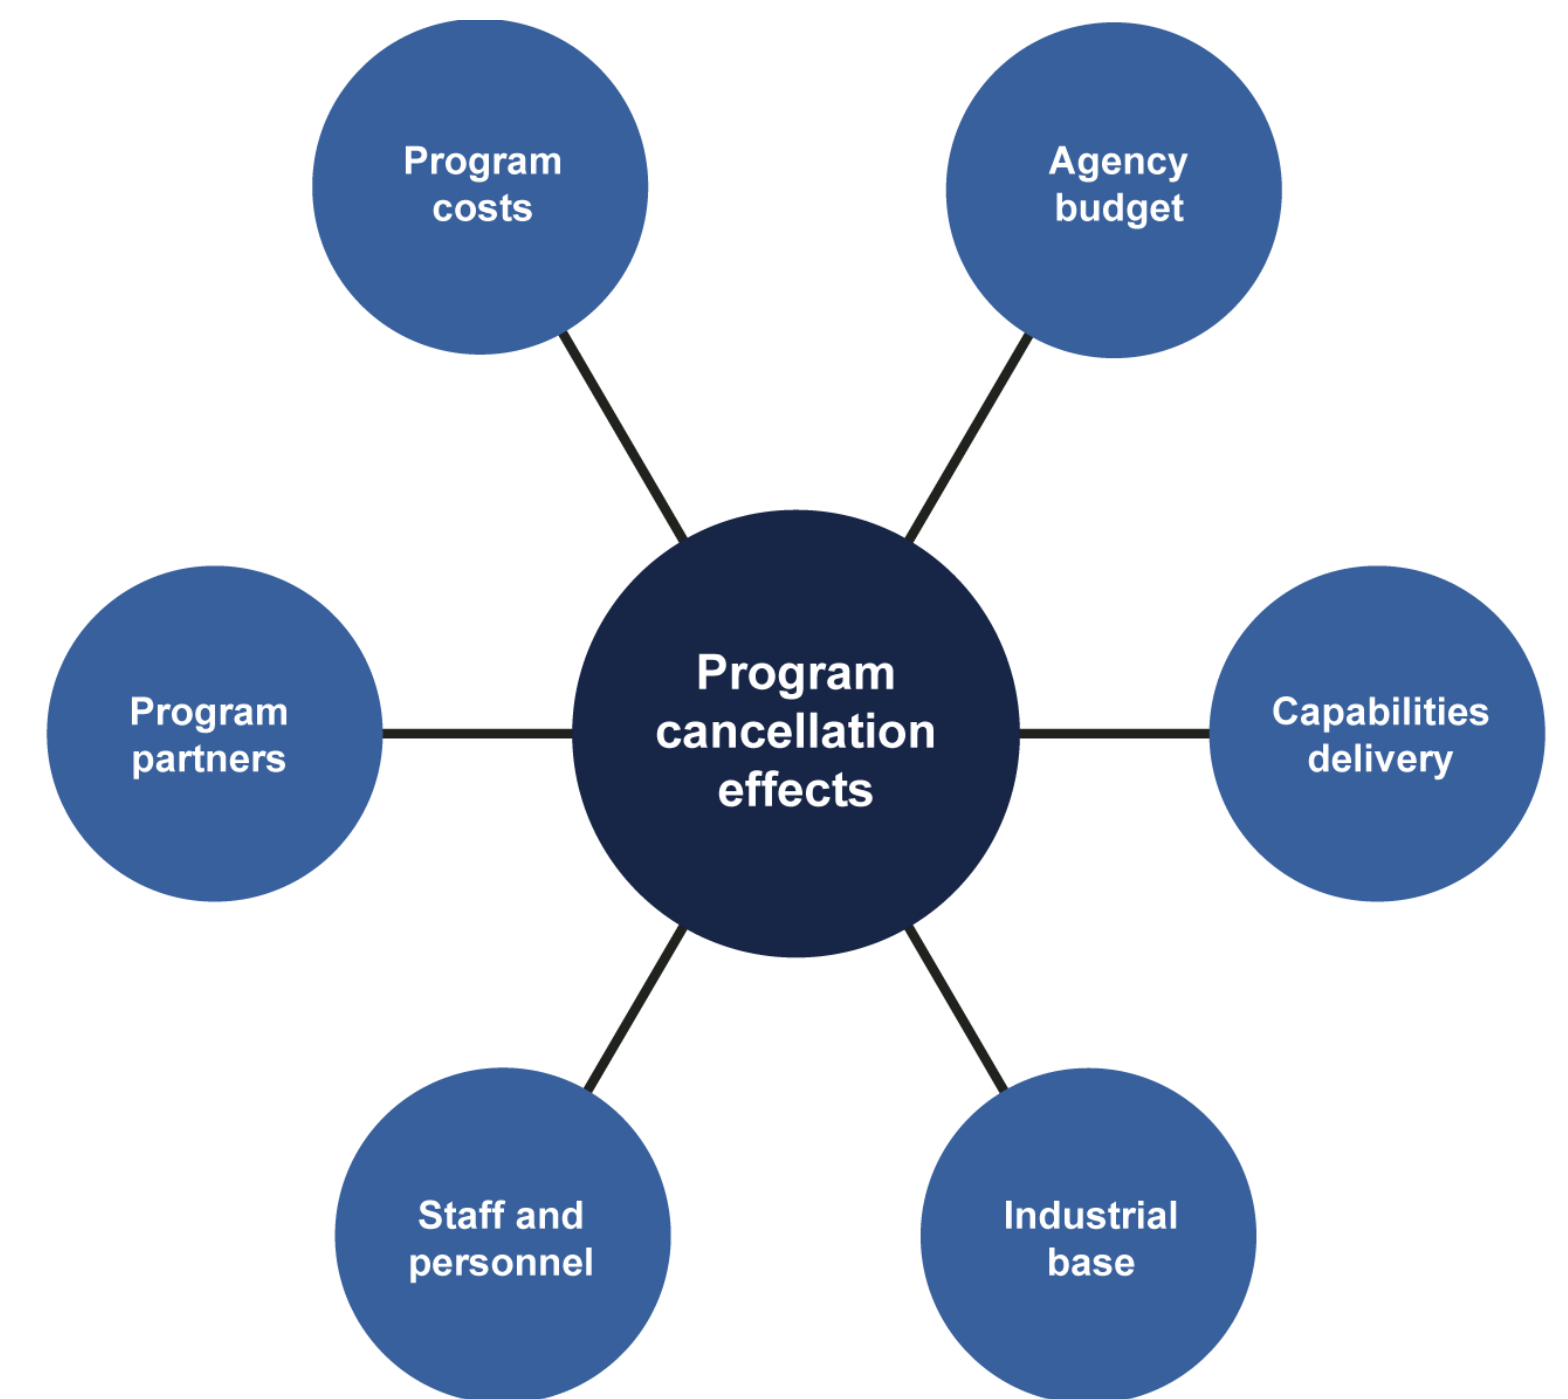 Program
costs
Agency
budget
Program
partners
Program
cancellation
effects
Capabilities
delivery
Staff and
personnel
Industrial
base